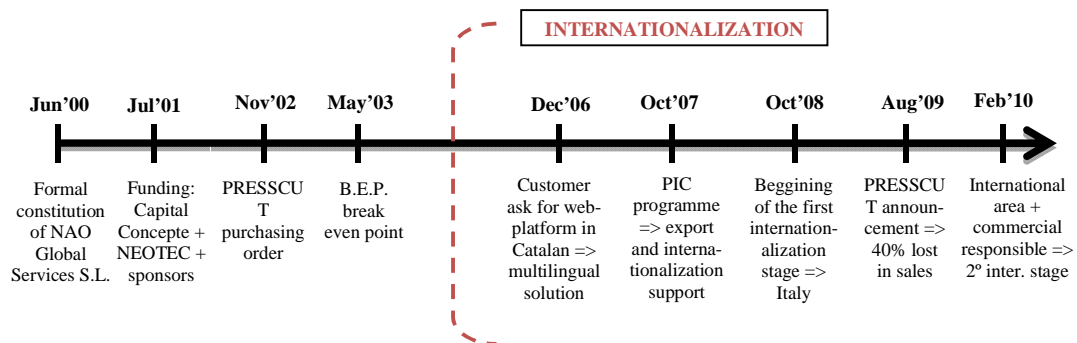 INTERNATIONALIZATION
Jun'00
Jul'01
Nov'02
May'03
Dec'06
Oct'07
Oct'08
Aug'09
Feb'10
Formal
constitution
of NAO
Global
Services S.L.
Funding:
Capital
Concepte +
NEOTEC +
sponsors
PRESSCU
T
purchasing
order
B.E.P.
break
even point
Customer
ask for web-
platform in
Catalan =>
multilingual
solution
PIC
programme
=> export
and interna-
tionalization
support
Beggining
of the first
internation-
alization
stage =>
Italy
PRESSCU
T announ-
cement =>
40% lost
in sales
International
area +
commercial
responsible =>
2º inter. stage